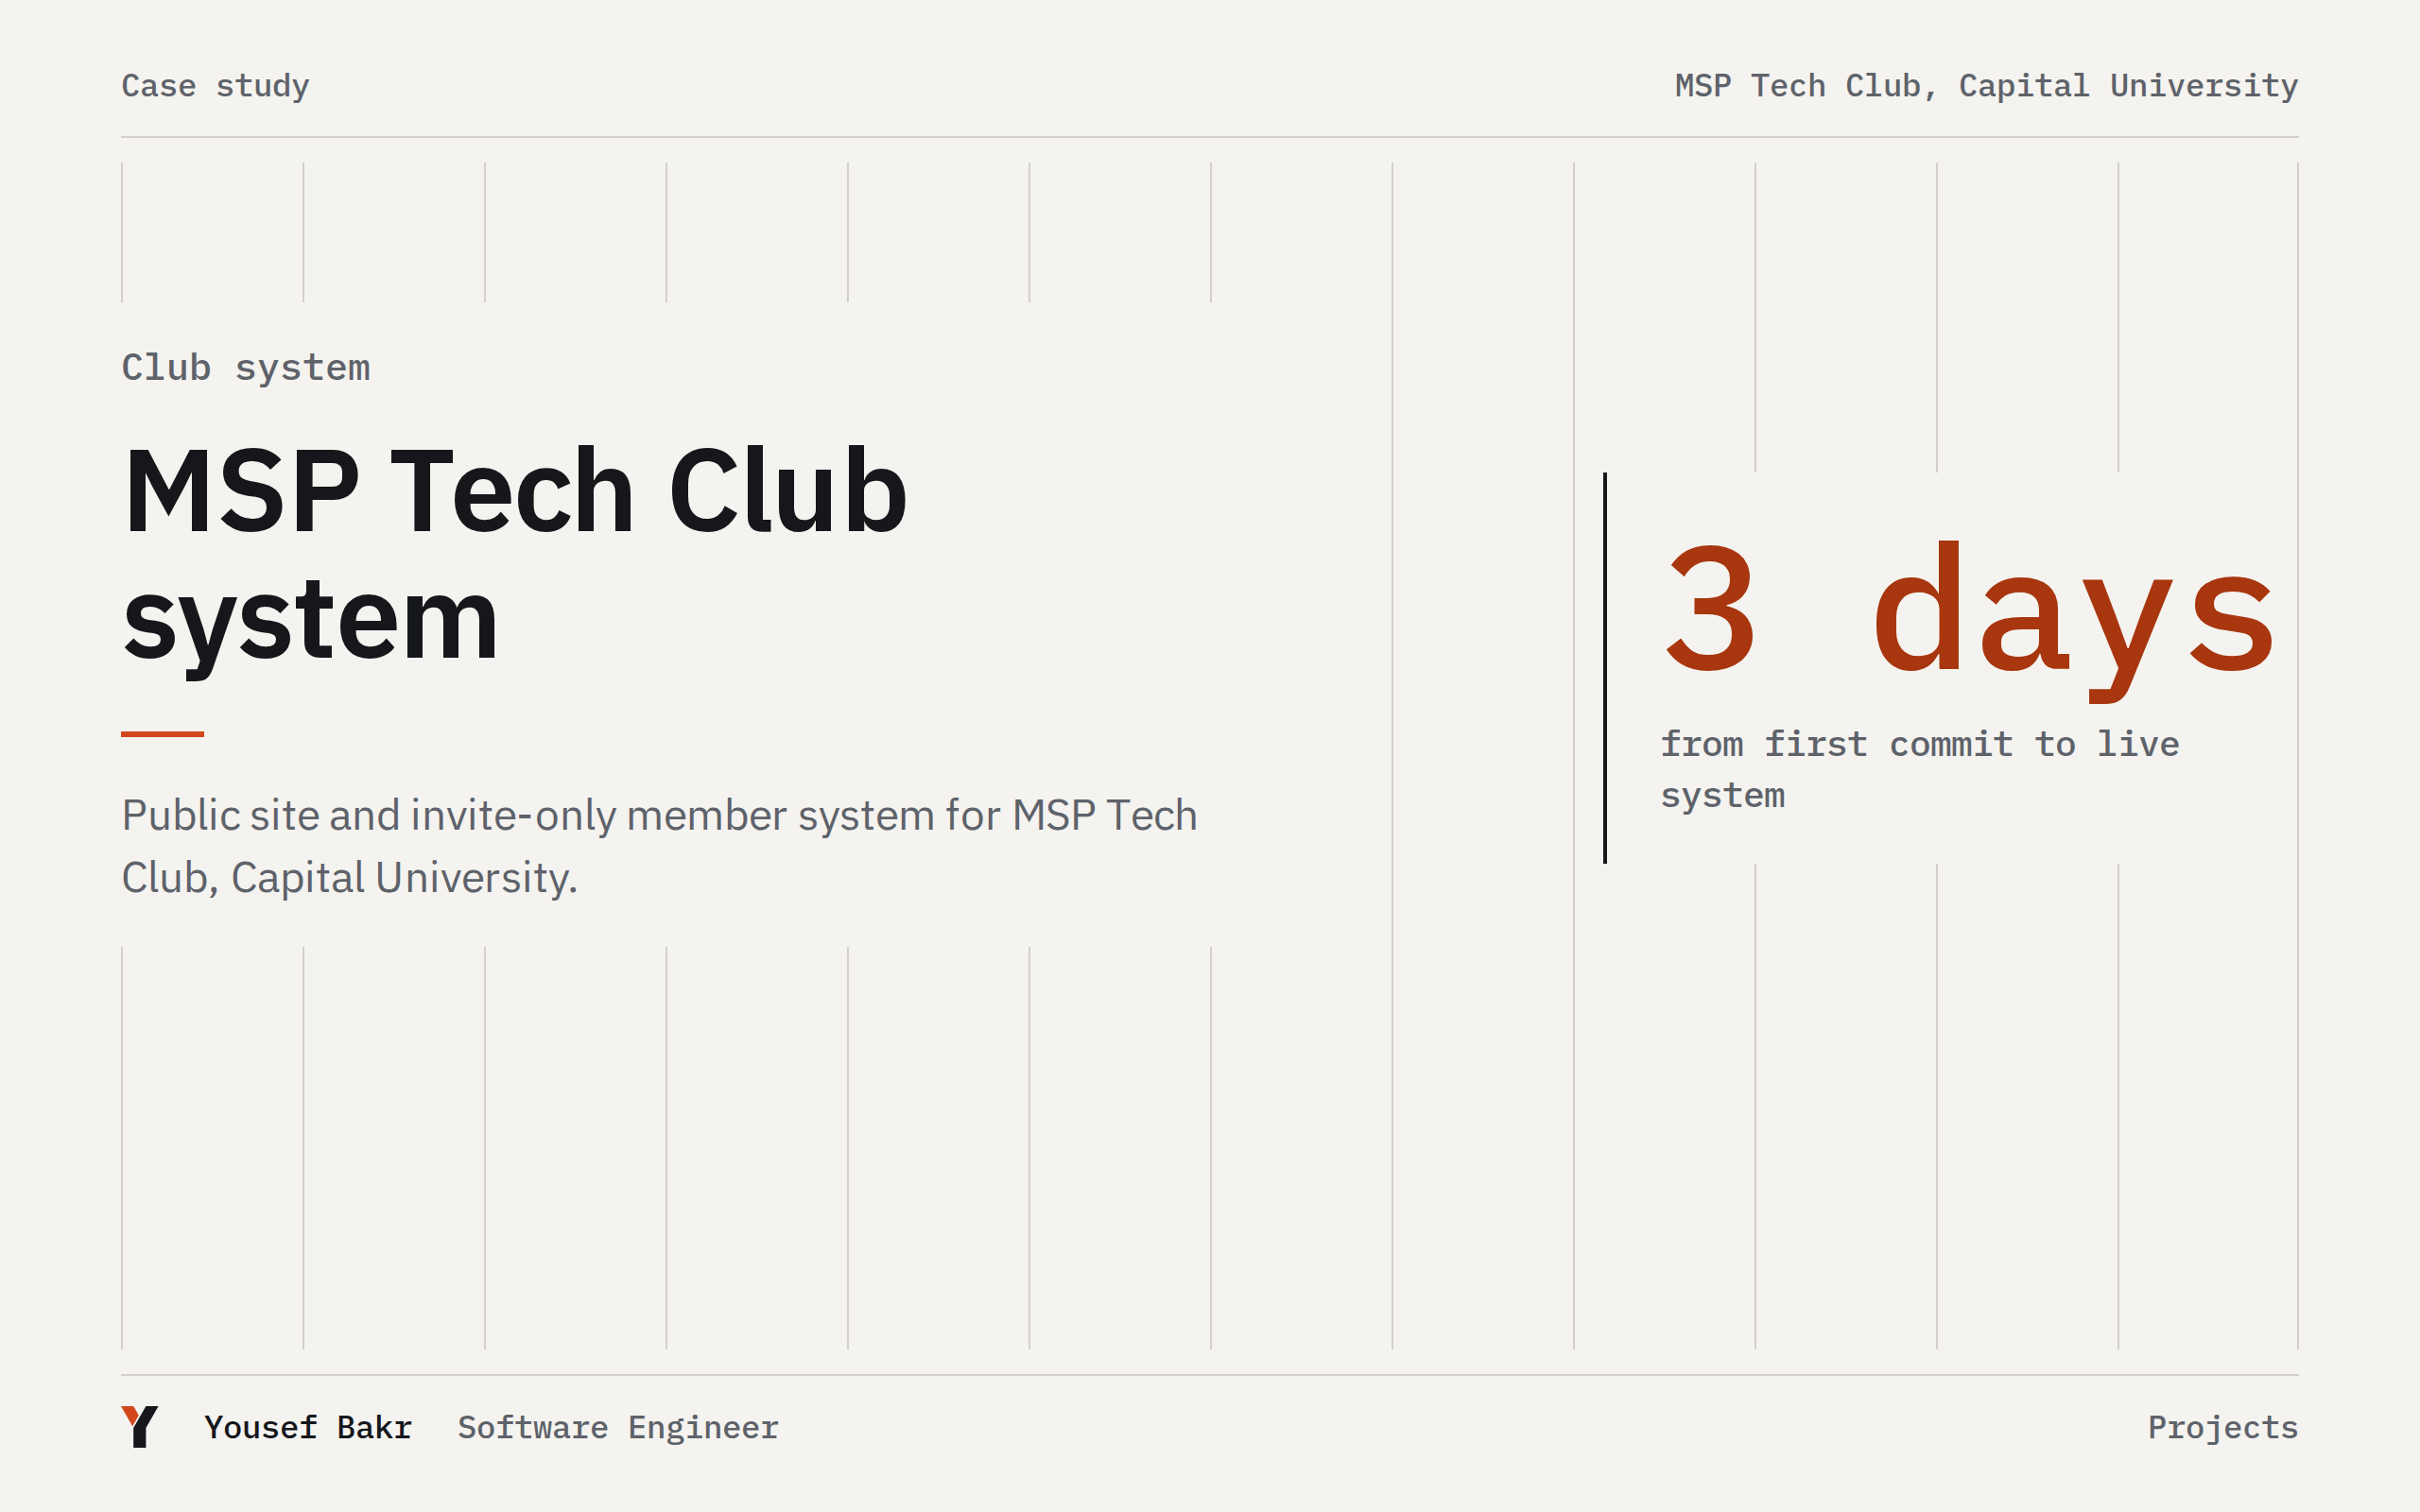 Case study
MSP Tech Club, Capital University
Club system
MSP Tech Club
system
Public site and invite-only member system for MSP Tech
Club, Capital University.
3 days
from first commit to live
system
Y Yousef Bakr Software Engineer
Projects